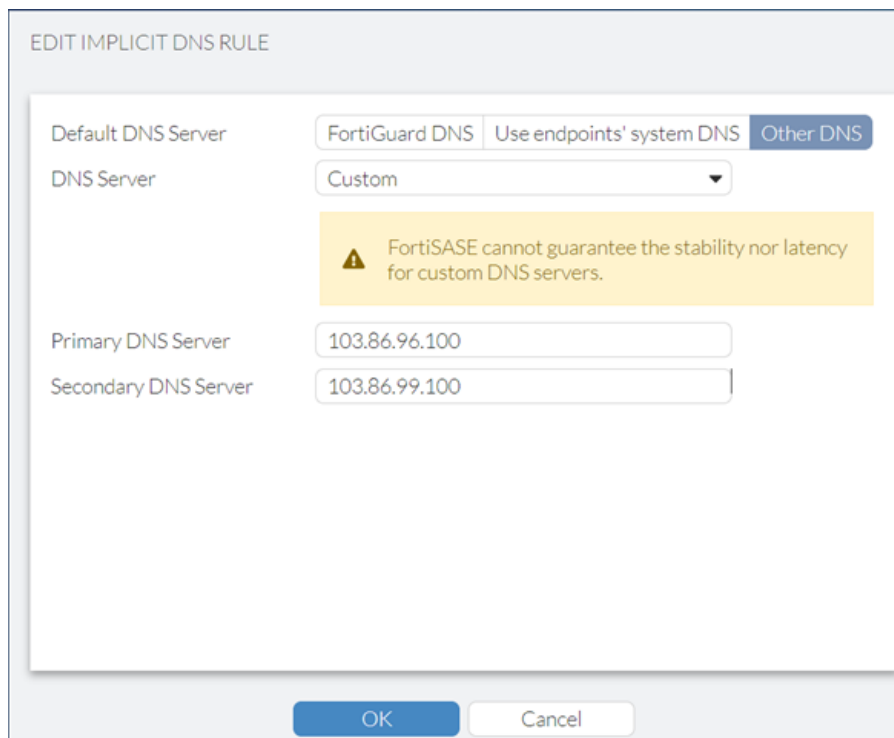 EDIT IMPLICIT DNS RULE
Default DNS Server FortiGuard DNS Use endpoints' system DNS Other DNS
DNS Server Custom
FortiSASE cannot guarantee the stability nor latency
for custom DNS servers.
Primary DNS Server 103.86.96.100
Secondary DNS Server 103.86.99.100
OK Cancel